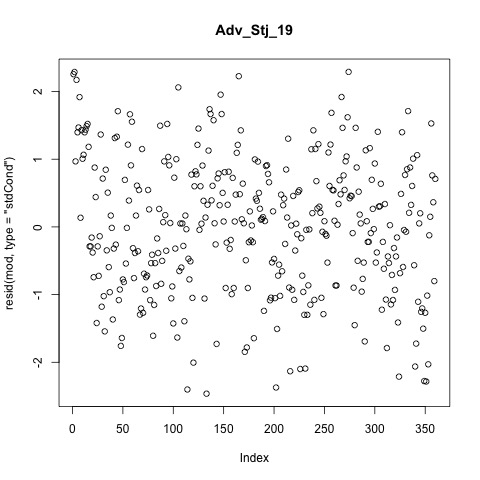 Adv_Stj_19
resid(mod, type = "stdCond")
2
1
0
-1
-2
0 50 100 150 200 250 300 350
Index